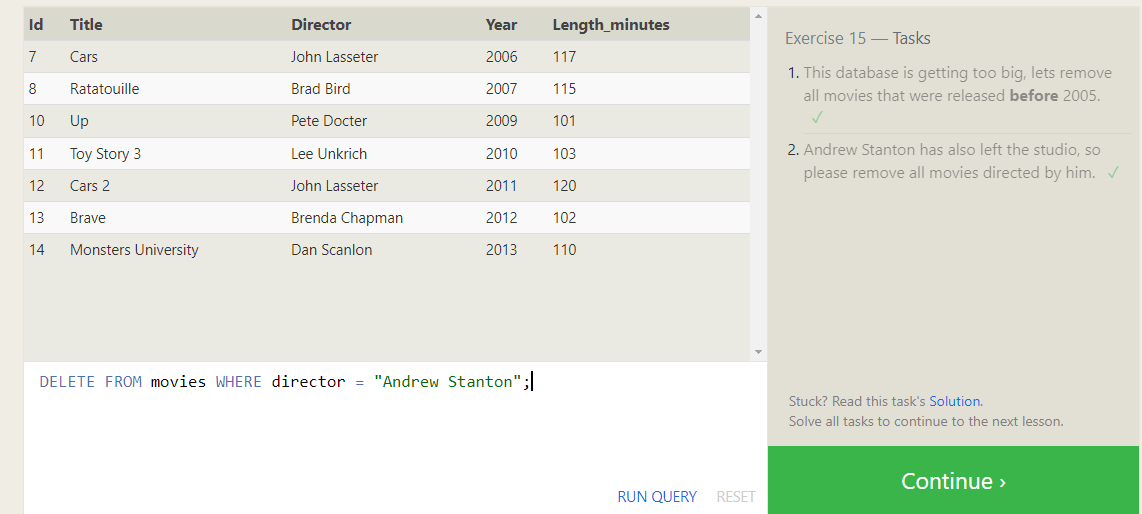 Id Title Director Year Length_minutes
7 Cars John Lasseter 2006 117
8 Ratatouille Brad Bird 2007 115
10 Up Pete Docter 2009 101
11 Toy Story 3 Lee Unkrich 2010 103
12 Cars 2 John Lasseter 2011 120
13 Brave Brenda Chapman 2012 102
14 Monsters University Dan Scanlon 2013 110
DELETE FROM movies WHERE director = "Andrew Stanton";
RUN QUERY RESET
Exercise 15 — Tasks
1. This database is getting too big, lets remove
all movies that were released before 2005.
✓
2. Andrew Stanton has also left the studio, so
please remove all movies directed by him. ✓
Stuck? Read this task's Solution.
Solve all tasks to continue to the next lesson.
Continue ›